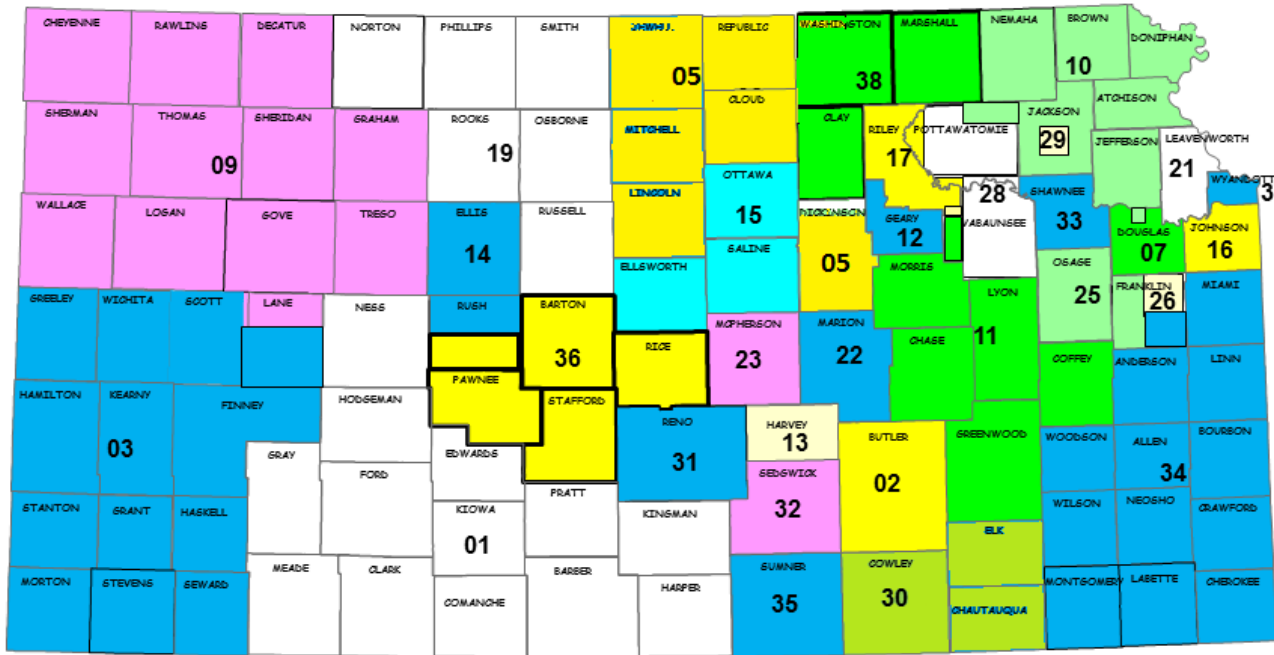 CHEYENNE RAWLINS DECATUR NORTON PHILLIPS SMITH REPUBLIC WASHINGTON MARSHALL NEMAHA BROWN DONIPHAN
05 38 10
CLOUD
SHERMAN THOMAS SHERIDAN GRAHAM ROOKS OSBORNE MITCHELL CLAY RILEY POTTAWATOMIE JACKSON ATCHISON
09 19 17 29 JEFFERSON LEAVENWORTH
21
OTTAWA WYANDOTT
WALLACE LOGAN GOVE TREGO ELLIS RUSSELL LINCOLN 15 DICKINSON GEARY 28 SHAWNEE 3
14 12 WABAUNSEE 33 DOUGLAS JOHNSON
SALINE 05 07 16
ELLSWORTH MORRIS OSAGE
GREELEY WICHITA SCOTT LANE NESS RUSH BARTON LYON 25 FRANKLIN MIAMI
26
MCPHERSON MARION
36 RICE 23 22 CHASE 11 COFFEY ANDERSON LINN
PAWNEE
HAMILTON KEARNY FINNEY HODGEMAN STAFFORD
RENO HARVEY BUTLER GREENWOOD WOODSON ALLEN BOURBON
03 13
GRAY FORD EDWARDS 31 SEDGWICK 34
02
PRATT
STANTON GRANT HASKELL KIOWA KINGMAN 32 WILSON NEOSHO CRAWFORD
01 ELK
MORTON STEVENS SEWARD MEADE CLARK BARBER SUMNER COWLEY MONTGOMERY LABETTE CHEROKEE
COMANCHE HARPER 35 30 CHAUTAUQUA